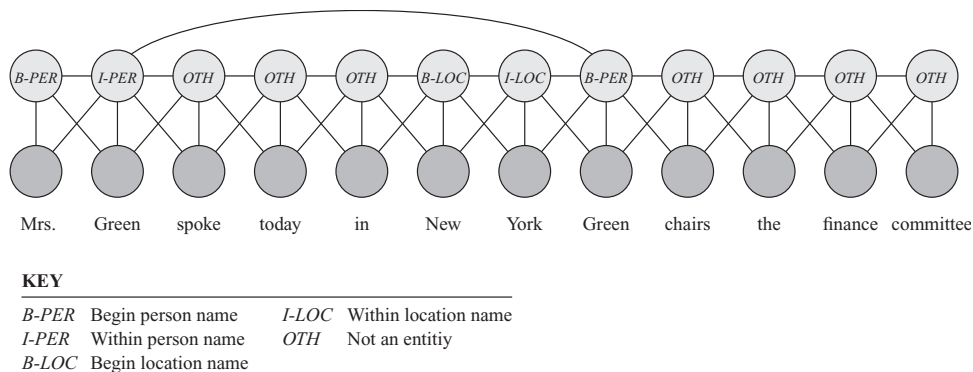 B-PER I-PER OTH OTH OTH B-LOC I-LOC B-PER OTH OTH OTH OTH
Mrs. Green spoke today in New York Green chairs the finance committee
KEY
B-PER Begin person name I-LOC Within location name
I-PER Within person name OTH Not an entitiy
B-LOC Begin location name